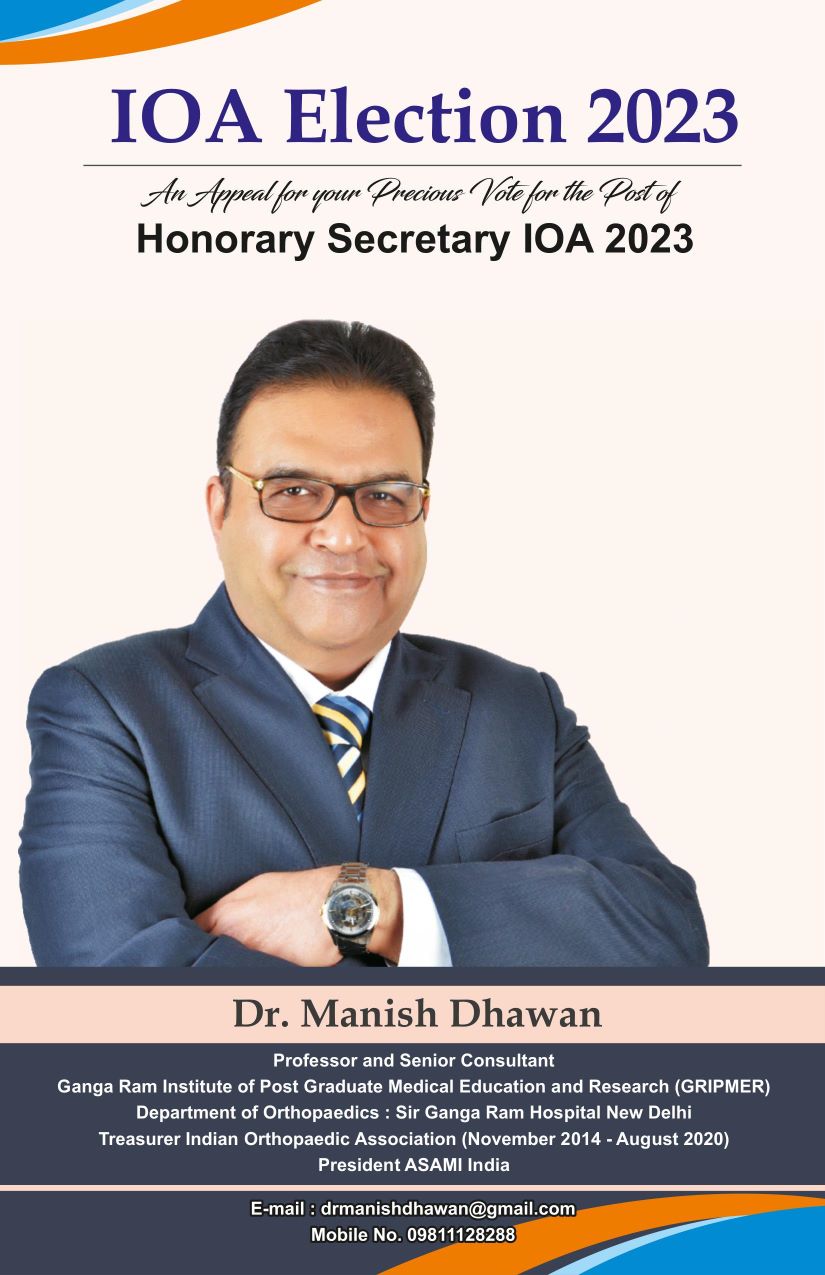 IOA Election 2023
An Appeal for your Precious Vote for the Post of
Honorary Secretary IOA 2023
Dr. Manish Dhawan
Professor and Senior Consultant
Ganga Ram Institute of Post Graduate Medical Education and Research (GRIPMER)
Department of Orthopaedics : Sir Ganga Ram Hospital New Delhi
Treasurer Indian Orthopaedic Association (November 2014 - August 2020)
President ASAMI India
E-mail : drmanishdhawan@gmail.com
Mobile No. 09811128288